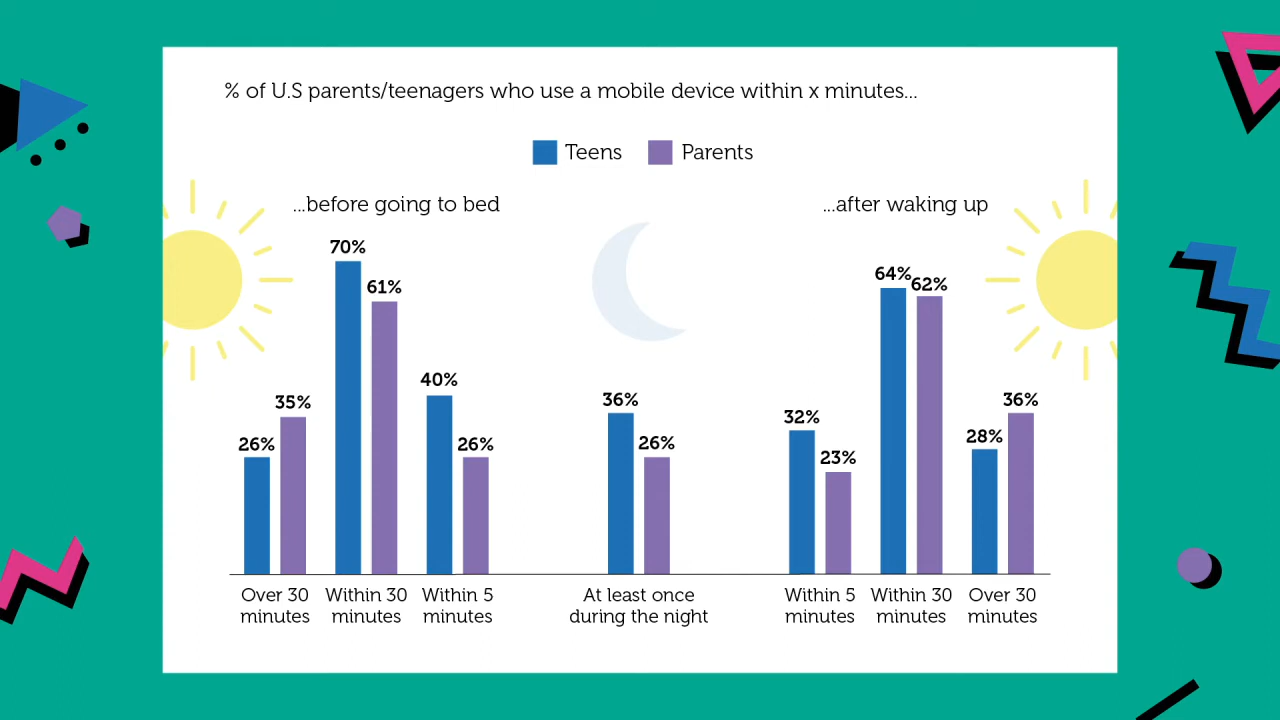 % of U.S parents/teenagers who use a mobile device within x minutes...
Teens
Parents
...before going to bed
...after waking up
26%
35%
70%
61%
40%
26%
36%
26%
32%
23%
64%
62%
28%
36%
Over 30
minutes
Within 30
minutes
Within 5
minutes
At least once
during the night
Within 5
minutes
Within 30
minutes
Over 30
minutes